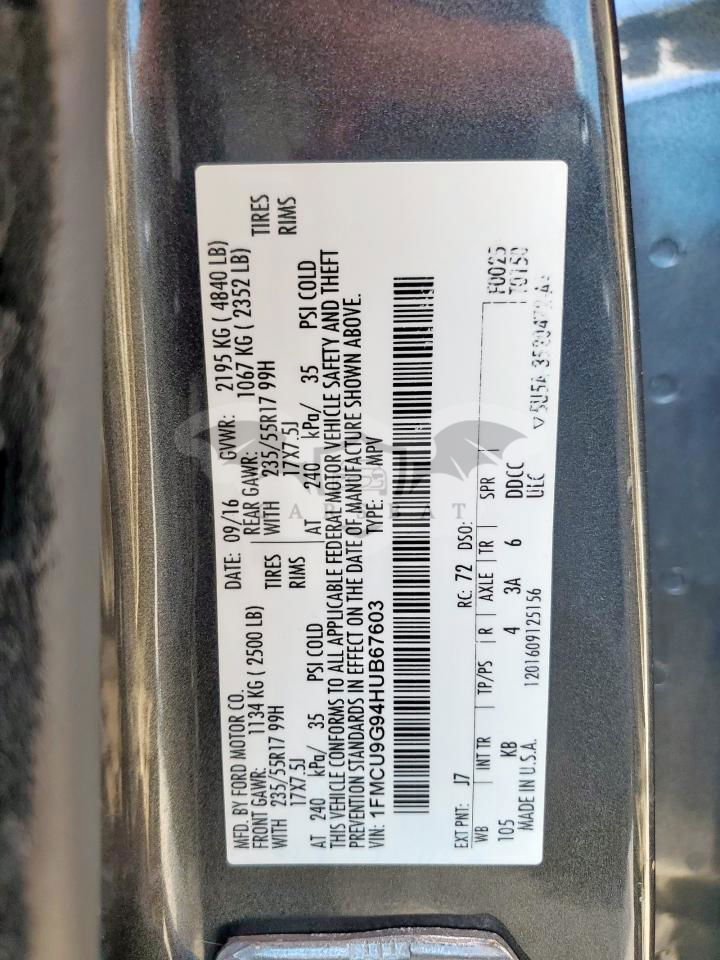 MFD. BY FORD MOTOR CO.
DATE: 09/16 GVWR: 2195 KG ( 4840 LB)
FRONT GAWR: 1134 KG ( 2500 LB) REAR GAWR: 1067 KG ( 2352 LB)
WITH 235/55R17 99H TIRES WITH 235/55R17 99H TIRES
17X7.5J RIMS 17X7.5J RIMS
AT 240 kPa/ 35 PSI COLD AT 240 kPa/ 35 PSI COLD
THIS VEHICLE CONFORMS TO ALL APPLICABLE FEDERAL MOTOR VEHICLE SAFETY AND THEFT
PREVENTION STANDARDS IN EFFECT ON THE DATE OF MANUFACTURE SHOWN ABOVE.
VIN: 1FMCU9G94HUB67603 TYPE: MPV
EXT PNT: J7 RC: 72 DSO:
F0025
T0150
WB INT TR TP/PS R AXLE TR SPR
105 KB 4 3A 6 DDCC
MADE IN U.S.A. 1201609125156 UEC